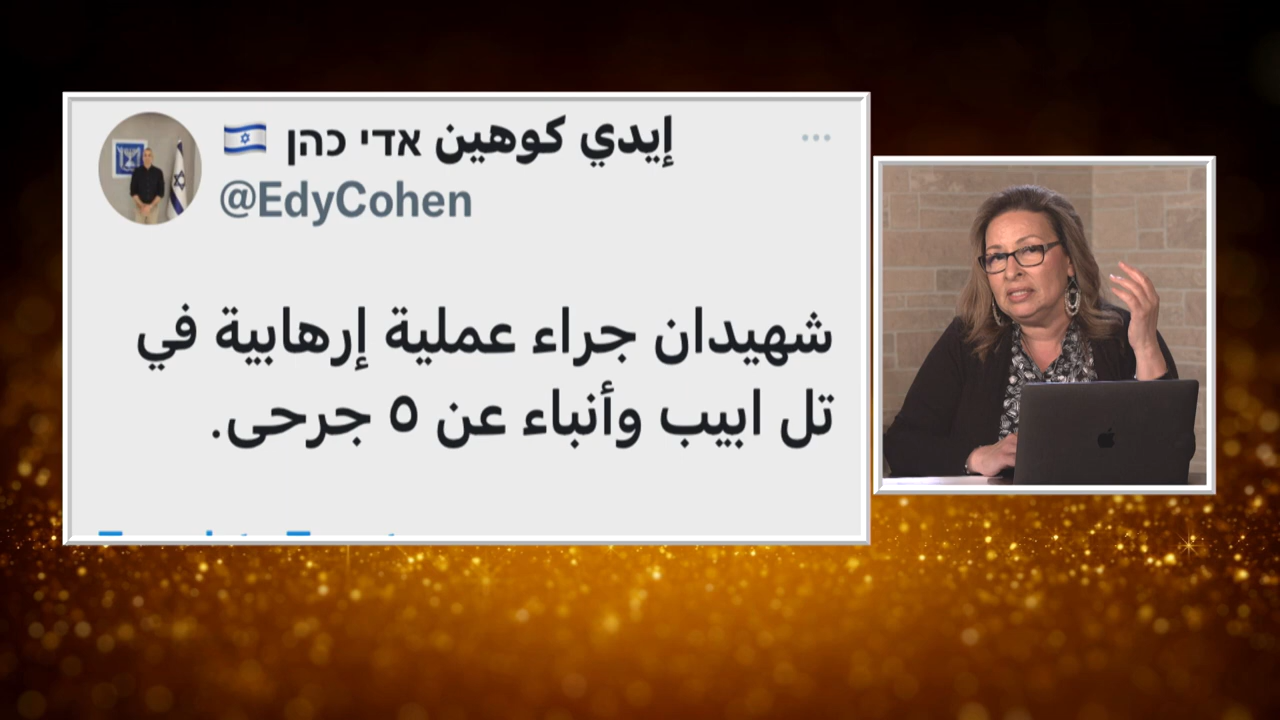 إيدي كوهين אדי כהן 🇮🇱
@EdyCohen
شهيدان جراء عملية إرهابية في
تل ابيب وأنباء عن ٥ جرحى.